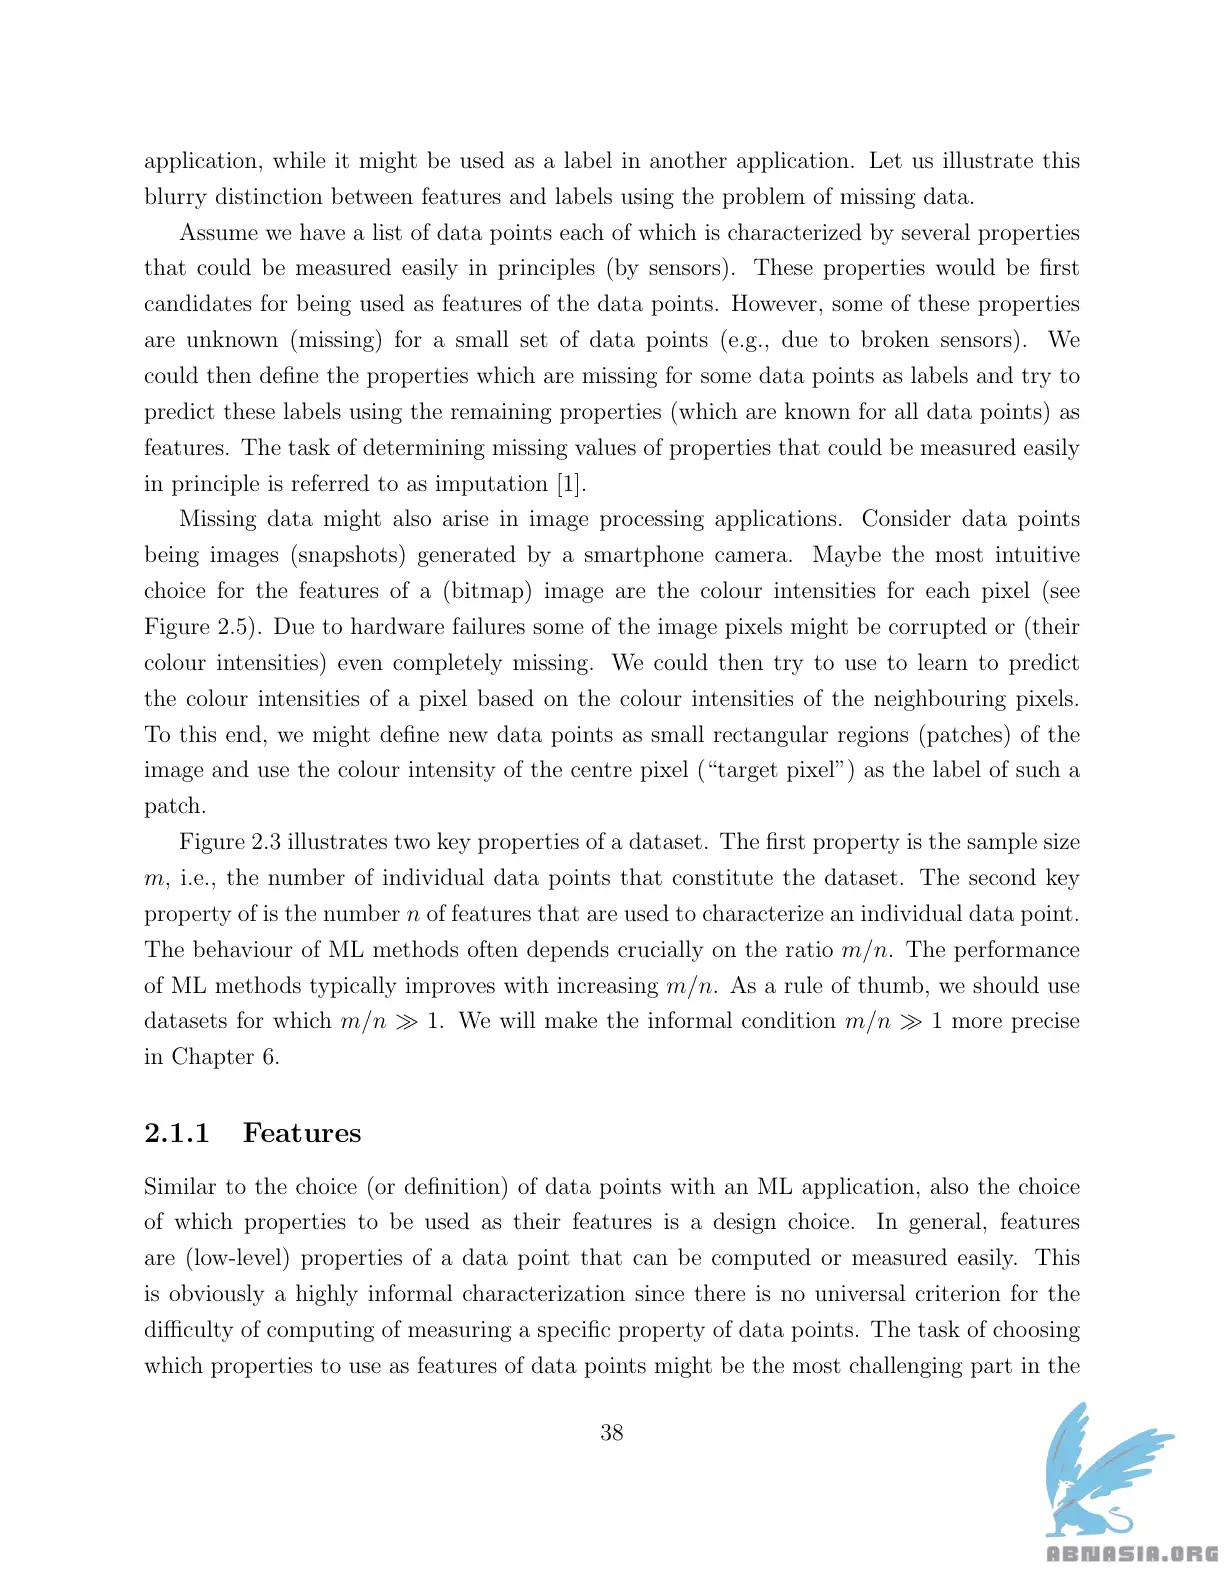 application, while it might be used as a label in another application. Let us illustrate this
blurry distinction between features and labels using the problem of missing data.
Assume we have a list of data points each of which is characterized by several properties
that could be measured easily in principles (by sensors). These properties would be first
candidates for being used as features of the data points. However, some of these properties
are unknown (missing) for a small set of data points (e.g., due to broken sensors). We
could then define the properties which are missing for some data points as labels and try to
predict these labels using the remaining properties (which are known for all data points) as
features. The task of determining missing values of properties that could be measured easily
in principle is referred to as imputation [1].
Missing data might also arise in image processing applications. Consider data points
being images (snapshots) generated by a smartphone camera. Maybe the most intuitive
choice for the features of a (bitmap) image are the colour intensities for each pixel (see
Figure 2.5). Due to hardware failures some of the image pixels might be corrupted or (their
colour intensities) even completely missing. We could then try to use to learn to predict
the colour intensities of a pixel based on the colour intensities of the neighbouring pixels.
To this end, we might define new data points as small rectangular regions (patches) of the
image and use the colour intensity of the centre pixel (“target pixel”) as the label of such a
patch.
Figure 2.3 illustrates two key properties of a dataset. The first property is the sample size
m, i.e., the number of individual data points that constitute the dataset. The second key
property of is the number n of features that are used to characterize an individual data point.
The behaviour of ML methods often depends crucially on the ratio m/n. The performance
of ML methods typically improves with increasing m/n. As a rule of thumb, we should use
datasets for which m/n ≫ 1. We will make the informal condition m/n ≫ 1 more precise
in Chapter 6.
2.1.1 Features
Similar to the choice (or definition) of data points with an ML application, also the choice
of which properties to be used as their features is a design choice. In general, features
are (low-level) properties of a data point that can be computed or measured easily. This
is obviously a highly informal characterization since there is no universal criterion for the
difficulty of computing of measuring a specific property of data points. The task of choosing
which properties to use as features of data points might be the most challenging part in the
38
ABNASIA.ORG